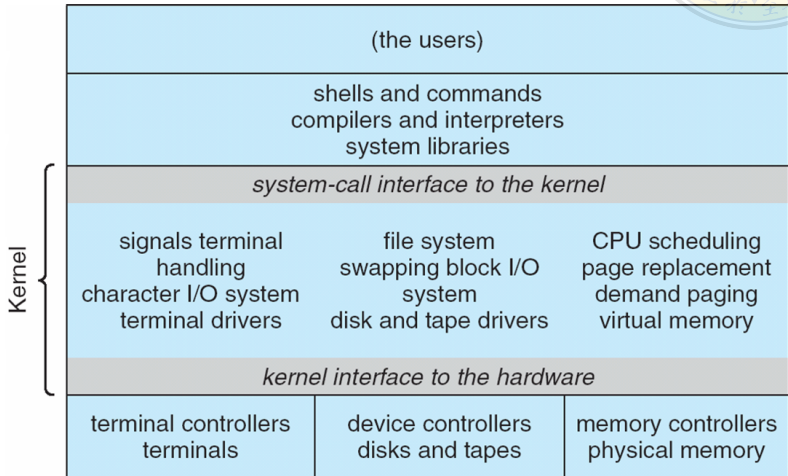 (the users)
shells and commands
compilers and interpreters
system libraries
Kernel
system-call interface to the kernel
signals terminal
handling
character I/O system
terminal drivers
file system
swapping block I/O
system
disk and tape drivers
CPU scheduling
page replacement
demand paging
virtual memory
kernel interface to the hardware
terminal controllers
terminals
device controllers
disks and tapes
memory controllers
physical memory